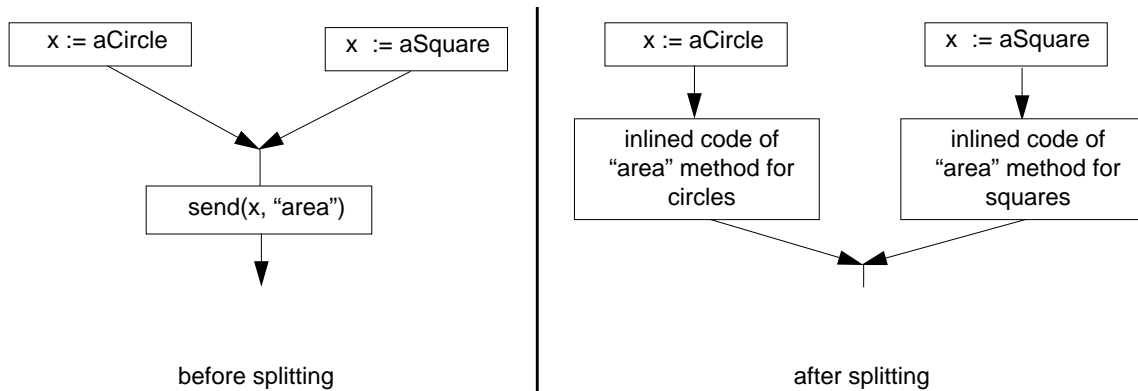 x := aCircle
x := aSquare
send(x, “area”)
before splitting
x := aCircle
x := aSquare
inlined code of
“area” method for
circles
inlined code of
“area” method for
squares
after splitting